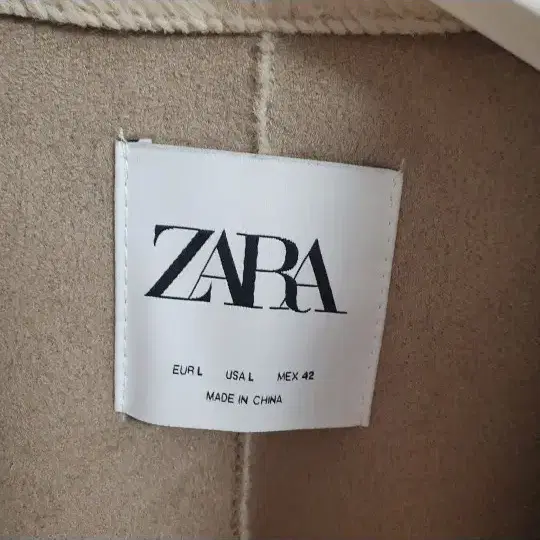 ZARA
EUR L USA L MEX 42
MADE IN CHINA